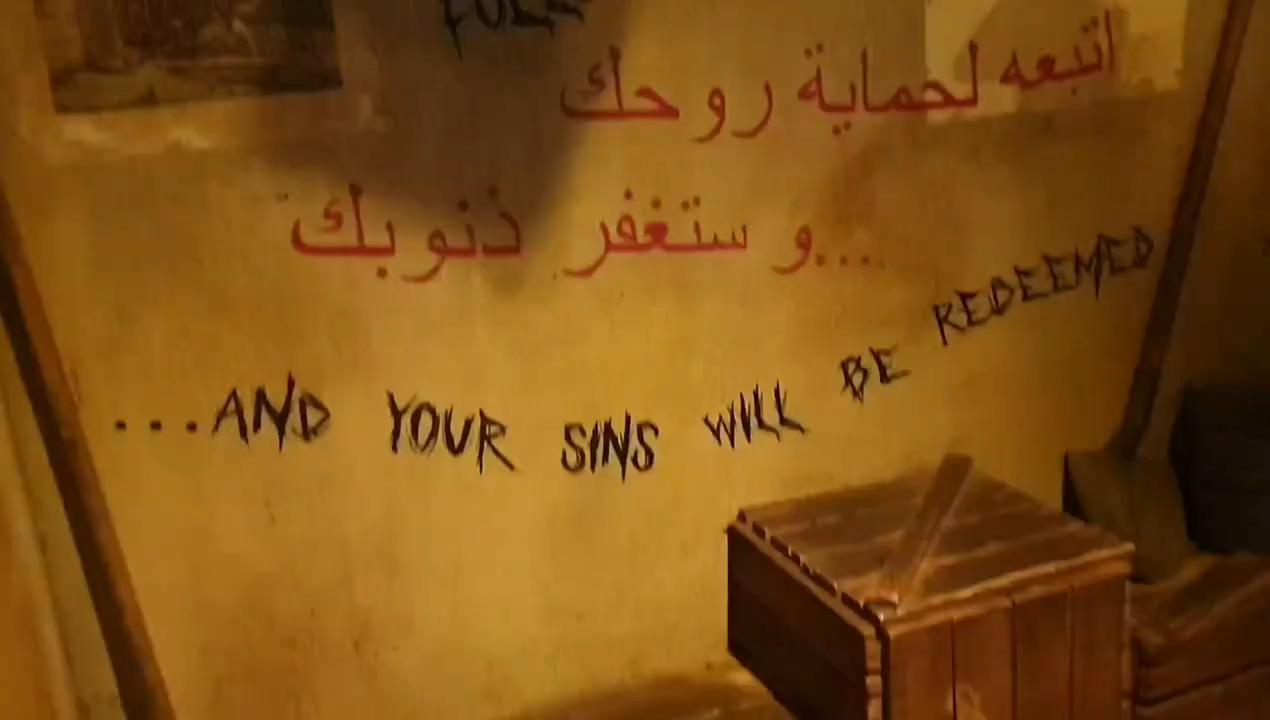 اتبعه لحماية روحك
....و ستغفر ذنوبك
...AND YOUR SINS WILL BE REDEEMED